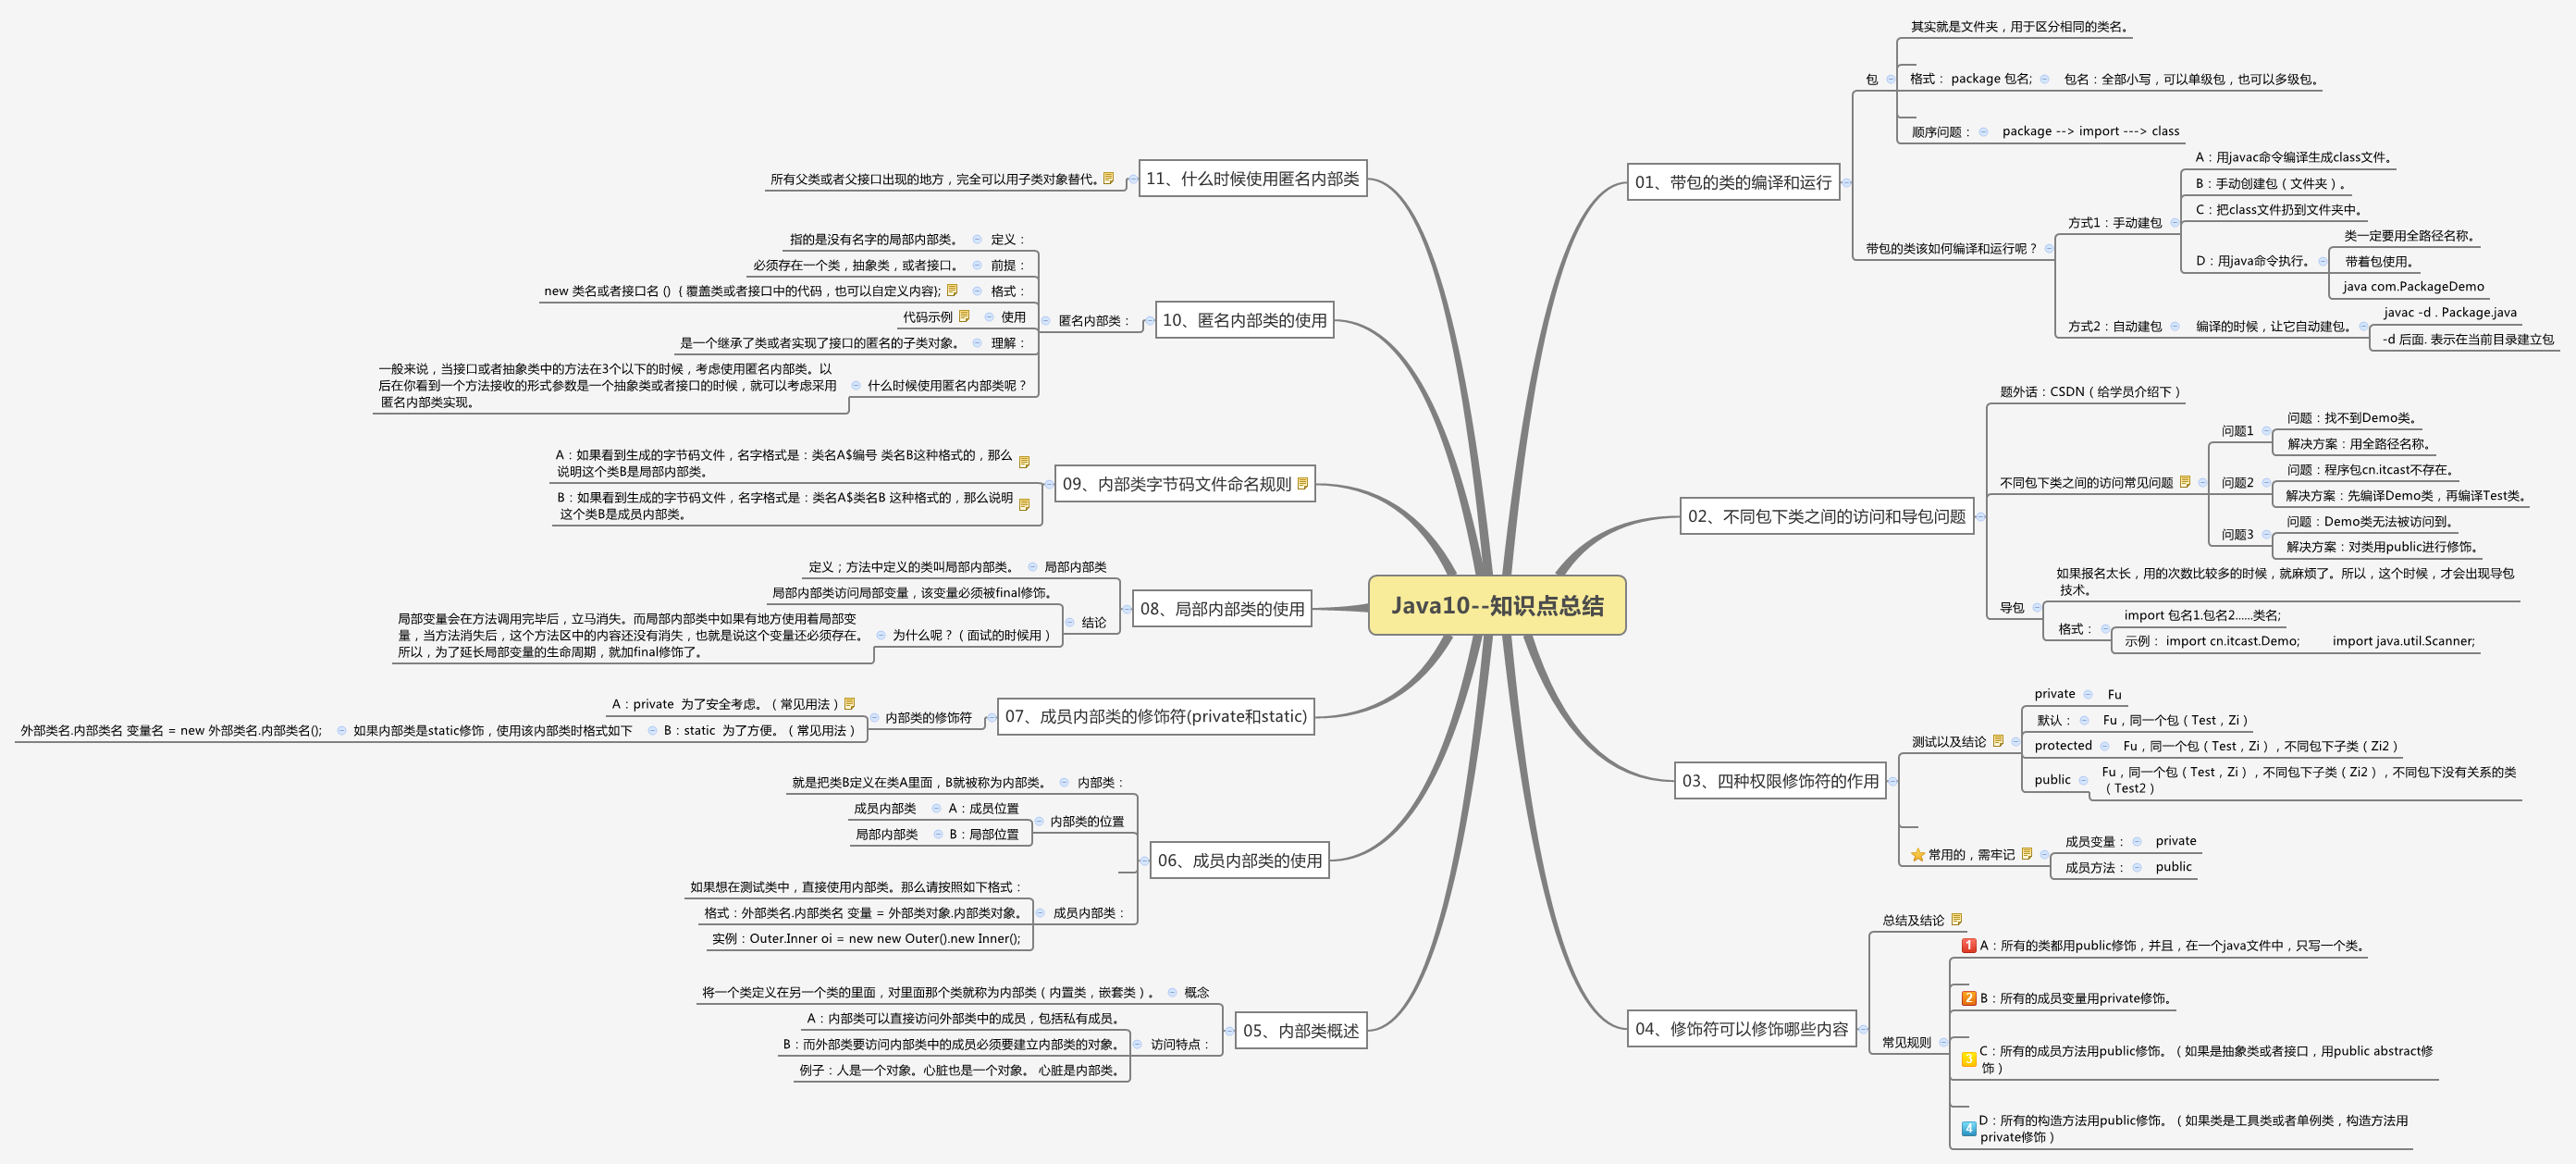 Java10--知识点总结
01、带包的类的编译和运行
包
其实就是文件夹，用于区分相同的类名。
格式： package 包名;
包名：全部小写，可以单级包，也可以多级包。
顺序问题：
package --> import ---> class
带包的类该如何编译和运行呢？
方式1：手动建包
A：用javac命令编译生成class文件。
B：手动创建包（文件夹）。
C：把class文件扔到文件夹中。
D：用java命令执行。
类一定要用全路径名称。
带着包使用。
java com.PackageDemo
方式2：自动建包
编译的时候，让它自动建包。
javac -d . Package.java
-d 后面. 表示在当前目录建立包
02、不同包下类之间的访问和导包问题
题外话：CSDN（给学员介绍下）
不同包下类之间的访问常见问题
问题1
问题：找不到Demo类。
解决方案：用全路径名称。
问题2
问题：程序包cn.itcast不存在。
解决方案：先编译Demo类，再编译Test类。
问题3
问题：Demo类无法被访问到。
解决方案：对类用public进行修饰。
导包
如果报名太长，用的次数比较多的时候，就麻烦了。所以，这个时候，才会出现导包
技术。
格式：
import 包名1.包名2......类名;
示例： import cn.itcast.Demo; import java.util.Scanner;
03、四种权限修饰符的作用
测试以及结论
private
Fu
默认：
Fu，同一个包（Test，Zi）
protected
Fu，同一个包（Test，Zi），不同包下子类（Zi2）
public
Fu，同一个包（Test，Zi），不同包下子类（Zi2），不同包下没有关系的类
（Test2）
常用的，需牢记
成员变量：
private
成员方法：
public
04、修饰符可以修饰哪些内容
总结及结论
常见规则
1 A：所有的类都用public修饰，并且，在一个java文件中，只写一个类。
2 B：所有的成员变量用private修饰。
3 C：所有的成员方法用public修饰。（如果是抽象类或者接口，用public abstract修
饰）
4 D：所有的构造方法用public修饰。（如果类是工具类或者单例类，构造方法用
private修饰）
05、内部类概述
概念
将一个类定义在另一个类的里面，对里面那个类就称为内部类（内置类，嵌套类）。
访问特点：
A：内部类可以直接访问外部类中的成员，包括私有成员。
B：而外部类要访问内部类中的成员必须要建立内部类的对象。
例子：人是一个对象。心脏也是一个对象。 心脏是内部类。
06、成员内部类的使用
内部类：
就是把类B定义在类A里面，B就被称为内部类。
内部类的位置
A：成员位置
成员内部类
B：局部位置
局部内部类
成员内部类：
如果想在测试类中，直接使用内部类。那么请按照如下格式：
格式：外部类名.内部类名 变量 = 外部类对象.内部类对象。
实例：Outer.Inner oi = new new Outer().new Inner();
07、成员内部类的修饰符(private和static)
内部类的修饰符
A：private 为了安全考虑。（常见用法）
B：static 为了方便。（常见用法）
如果内部类是static修饰，使用该内部类时格式如下
外部类名.内部类名 变量名 = new 外部类名.内部类名();
08、局部内部类的使用
局部内部类
定义；方法中定义的类叫局部内部类。
结论
局部内部类访问局部变量，该变量必须被final修饰。
为什么呢？（面试的时候用）
局部变量会在方法调用完毕后，立马消失。而局部内部类中如果有地方使用着局部变
量，当方法消失后，这个方法区中的内容还没有消失，也就是说这个变量还必须存在。
所以，为了延长局部变量的生命周期，就加final修饰了。
09、内部类字节码文件命名规则
A：如果看到生成的字节码文件，名字格式是：类名A$编号 类名B这种格式的，那么
说明这个类B是局部内部类。
B：如果看到生成的字节码文件，名字格式是：类名A$类名B 这种格式的，那么说明
这个类B是成员内部类。
10、匿名内部类的使用
匿名内部类：
定义：
指的是没有名字的局部内部类。
前提：
必须存在一个类，抽象类，或者接口。
格式：
new 类名或者接口名 () { 覆盖类或者接口中的代码，也可以自定义内容};
使用
代码示例
理解：
是一个继承了类或者实现了接口的匿名的子类对象。
什么时候使用匿名内部类呢？
一般来说，当接口或者抽象类中的方法在3个以下的时候，考虑使用匿名内部类。以
后在你看到一个方法接收的形式参数是一个抽象类或者接口的时候，就可以考虑采用
匿名内部类实现。
11、什么时候使用匿名内部类
所有父类或者父接口出现的地方，完全可以用子类对象替代。